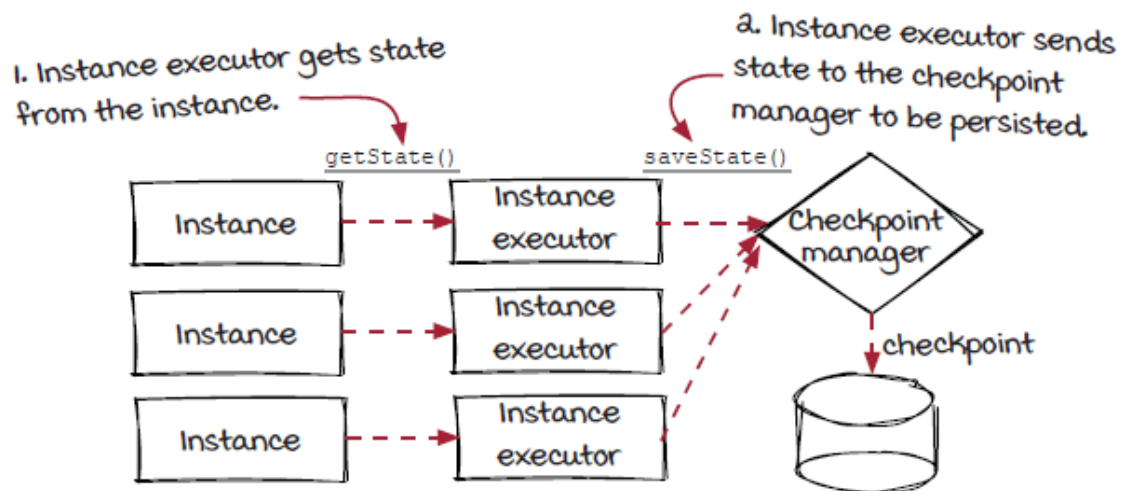 1. Instance executor gets state
from the instance.
2. Instance executor sends
state to the checkpoint
manager to be persisted.
getState()
saveState()
Instance
Instance
executor
Checkpoint
manager
Instance
Instance
executor
checkpoint
Instance
Instance
executor